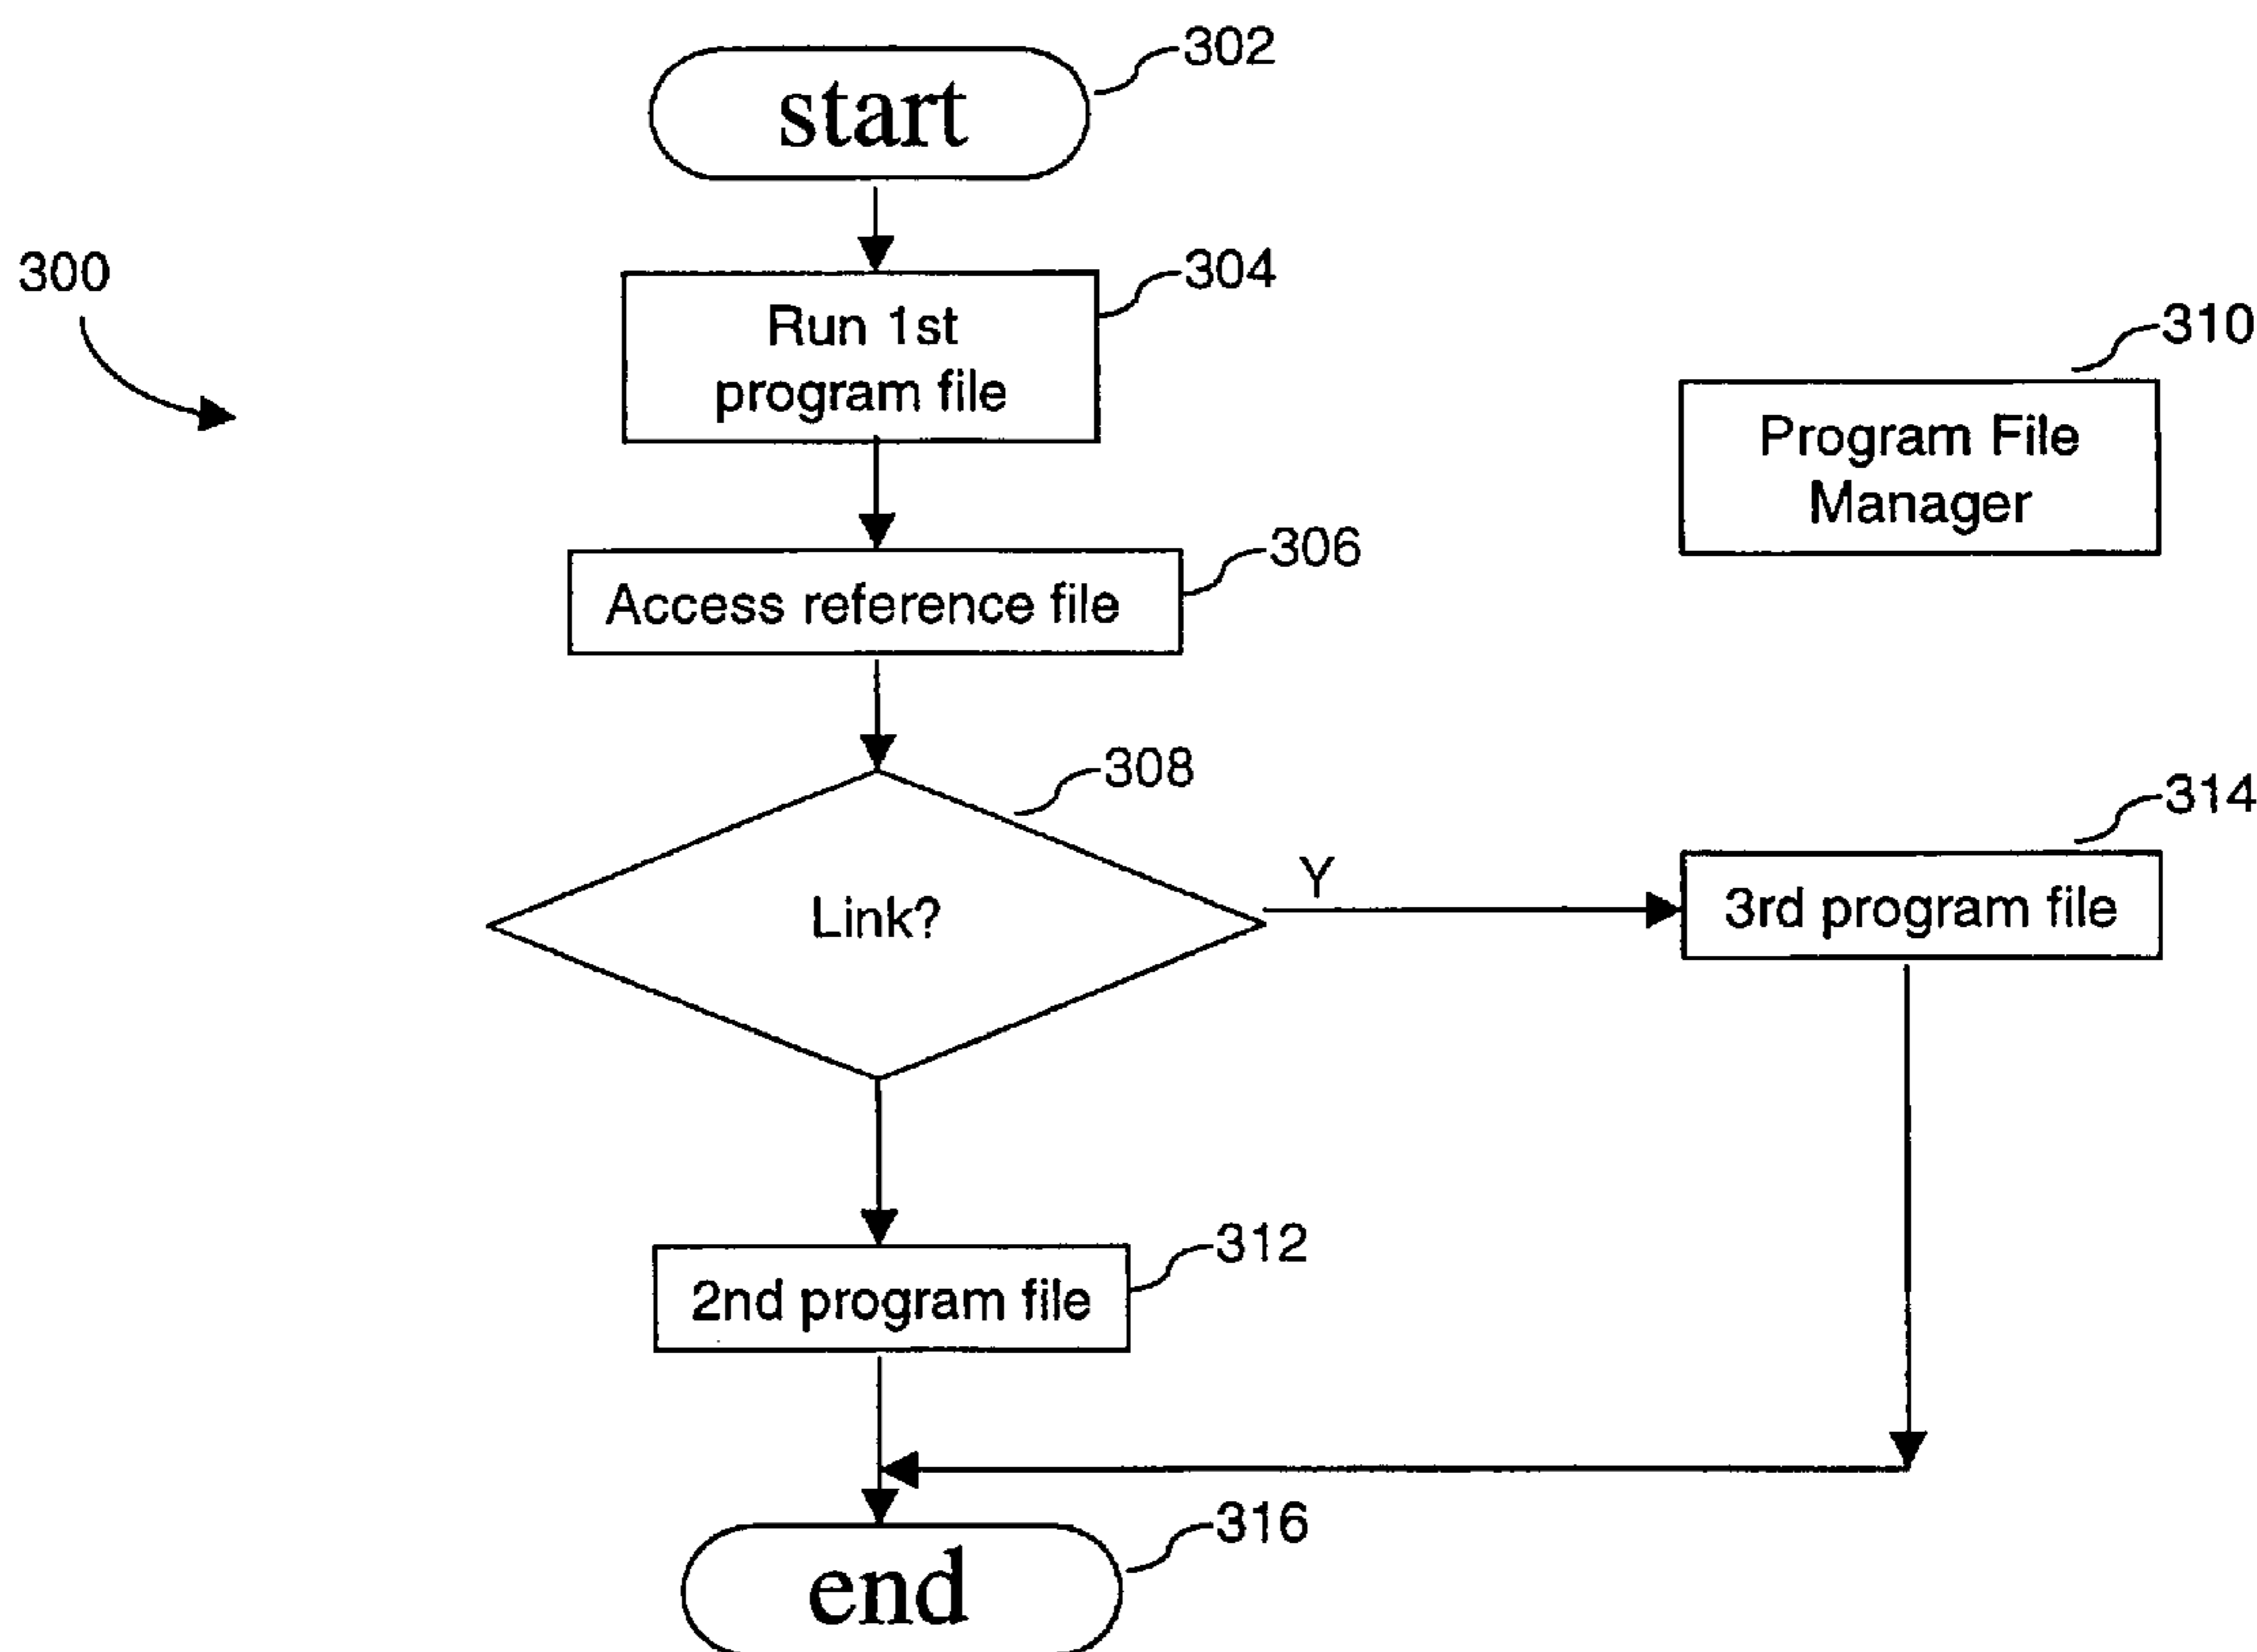 302
start
300
304
Run 1st
program file
310
Program File
Manager
306
Access reference file
308
Link?
Y
314
3rd program file
312
2nd program file
316
end